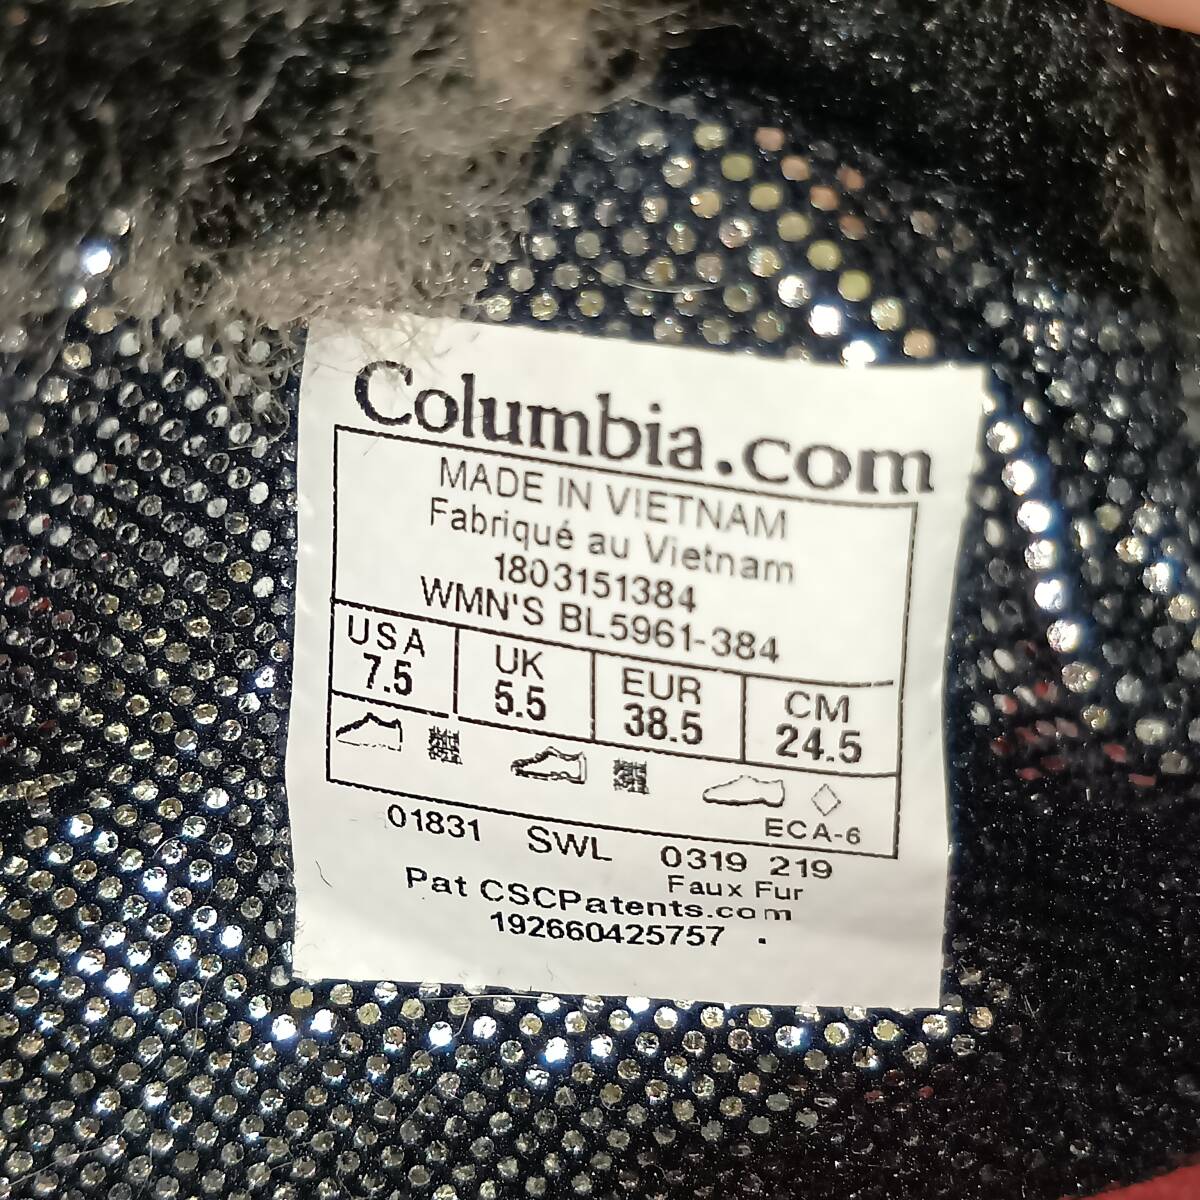 Columbia.com
MADE IN VIETNAM
Fabriqué au Vietnam
1803151384
WMN'S BL5961-384
USA UK EUR CM
7.5 5.5 38.5 24.5
ECA-6
01831 SWL 0319 219
Faux Fur
Pat CSCPatents.com
192660425757 .